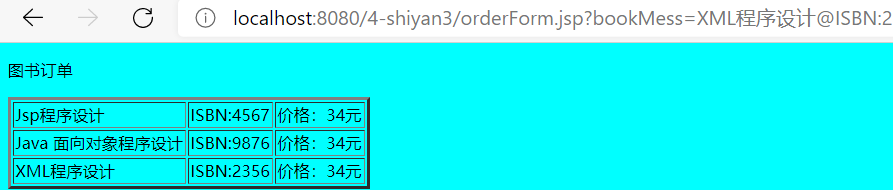 localhost:8080/4-shiyan3/orderForm.jsp?bookMess=XML程序设计@ISBN:2
图书订单
Jsp程序设计 ISBN:4567 价格：34元
Java 面向对象程序设计 ISBN:9876 价格：34元
XML程序设计 ISBN:2356 价格：34元